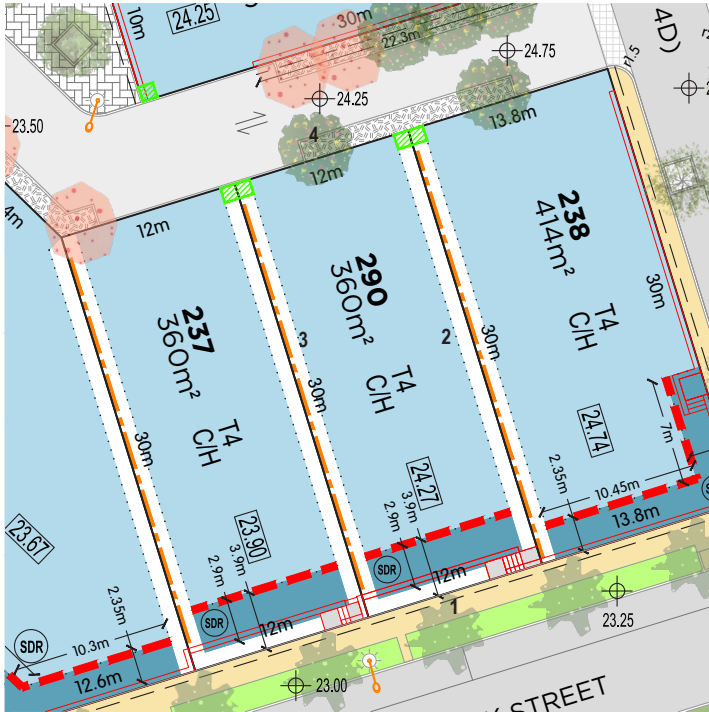 10m
24.25
30m
22.3m
24.75
4D)
r1.5
24.25
23.50
4
13.8m
12m
4m
12m
238
414m²
290
360m²
30m
237
360m²
3
2
30m
T4
C/H
T4
C/H
30m
T4
C/H
30m
7m
24.74
2.35m
10.45m
24.27
3.9m
2.9m
13.8m
23.67
23.90
3.9m
2.9m
SDR
12m
2.35m
1
SDR
12m
23.25
SDR
10.3m
12.6m
23.00
STREET